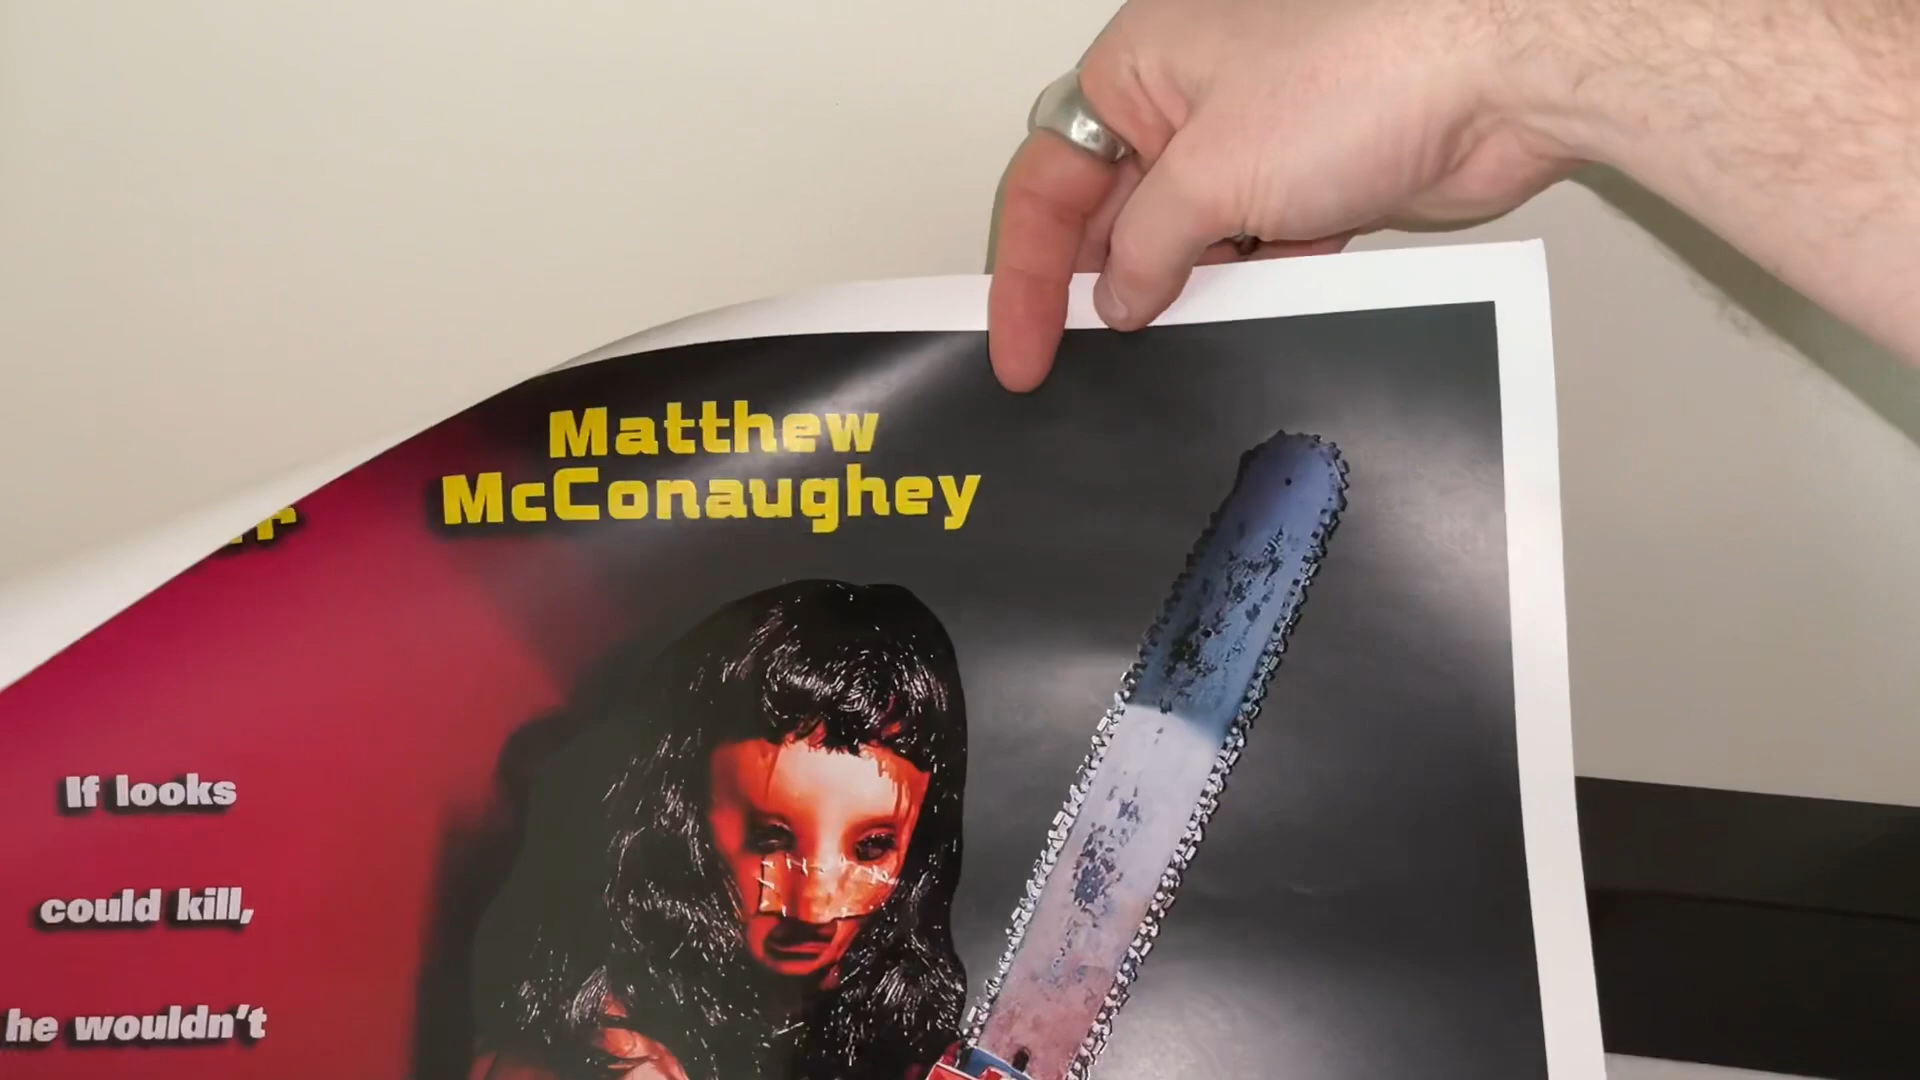 Matthew
McConaughey
If looks
could kill,
he wouldn't